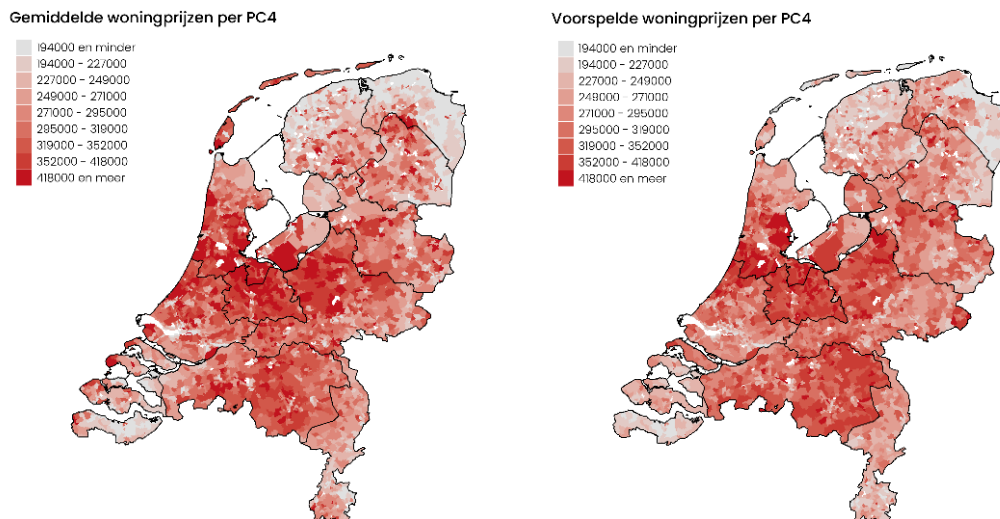 Gemiddelde woningprijzen per PC4
194000 en minder
194000 - 227000
227000 - 249000
249000 - 271000
271000 - 295000
295000 - 319000
319000 - 352000
352000 - 418000
418000 en meer
Voorspelde woningprijzen per PC4
194000 en minder
194000 - 227000
227000 - 249000
249000 - 271000
271000 - 295000
295000 - 319000
319000 - 352000
352000 - 418000
418000 en meer